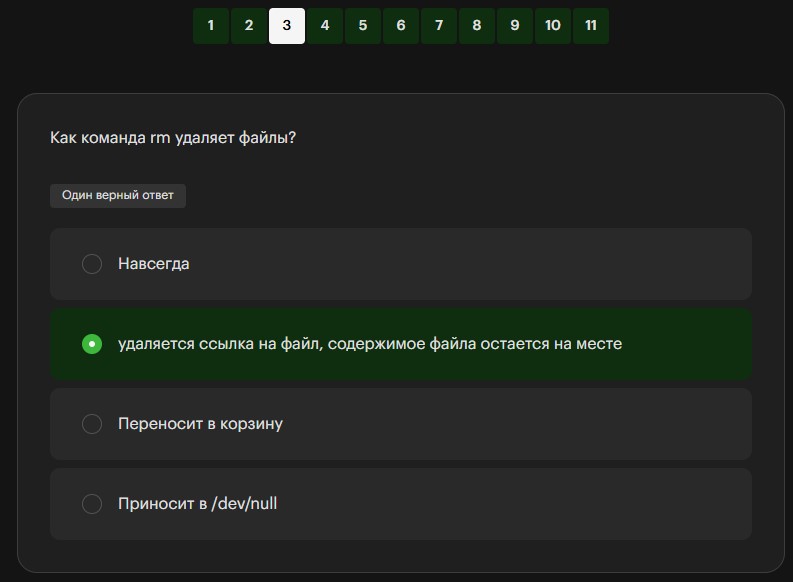 1 2 3 4 5 6 7 8 9 10 11
Как команда rm удаляет файлы?
Один верный ответ
Навсегда
удаляется ссылка на файл, содержимое файла остается на месте
Переносит в корзину
Приносит в /dev/null